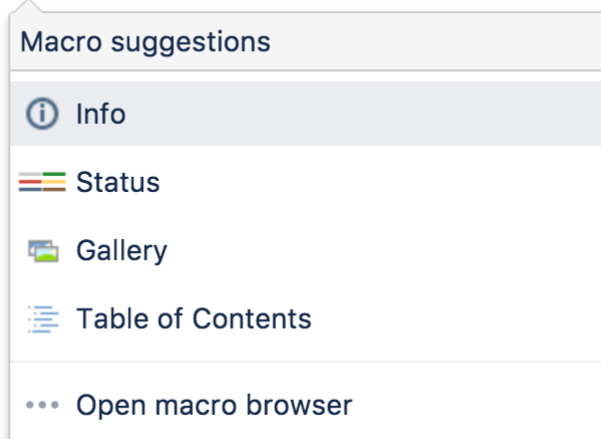 Macro suggestions
Info
Status
Gallery
Table of Contents
Open macro browser